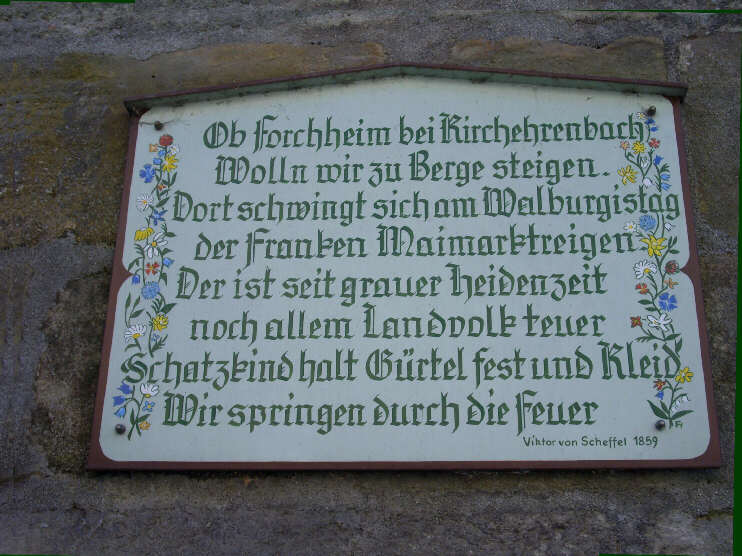 Ob Forchheim bei Kirchehrenbach
Wolln wir zu Berge steigen.
Dort schwingt sich am Walburgistag
der Franken Maimarktreigen
Der ist seit grauer Heidenzeit
noch allem Landvolk teuer
Schatzkind halt Gürtel fest und Kleid
Wir springen durch die Feuer
Viktor von Scheffel 1859